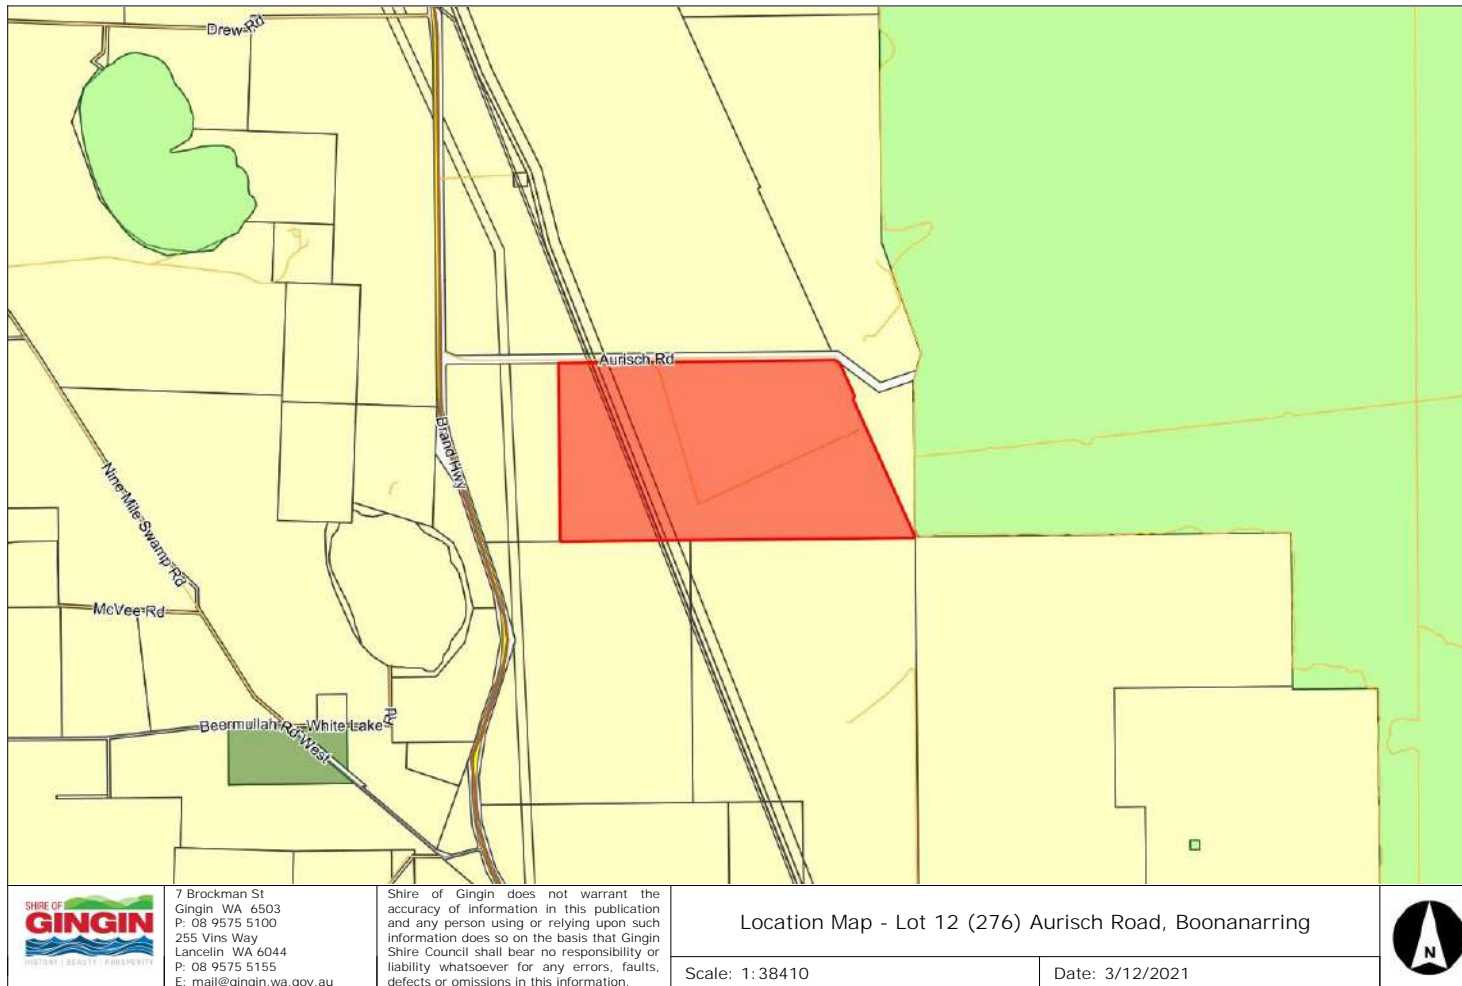 Drew Rd
Aurisch Rd
Brand Hwy
Nine Mile Swamp Rd
McVee Rd
Beermullah Rd West
White Lake Rd
SHIRE OF
GINGIN
HISTORY | BEAUTY | PROSPERITY
7 Brockman St
Gingin WA 6503
P: 08 9575 5100
255 Vins Way
Lancelin WA 6044
P: 08 9575 5155
E: mail@gingin.wa.gov.au
Shire of Gingin does not warrant the
accuracy of information in this publication
and any person using or relying upon such
information does so on the basis that Gingin
Shire Council shall bear no responsibility or
liability whatsoever for any errors, faults,
defects or omissions in this information.
Location Map - Lot 12 (276) Aurisch Road, Boonanarring
Scale: 1:38410
Date: 3/12/2021
N